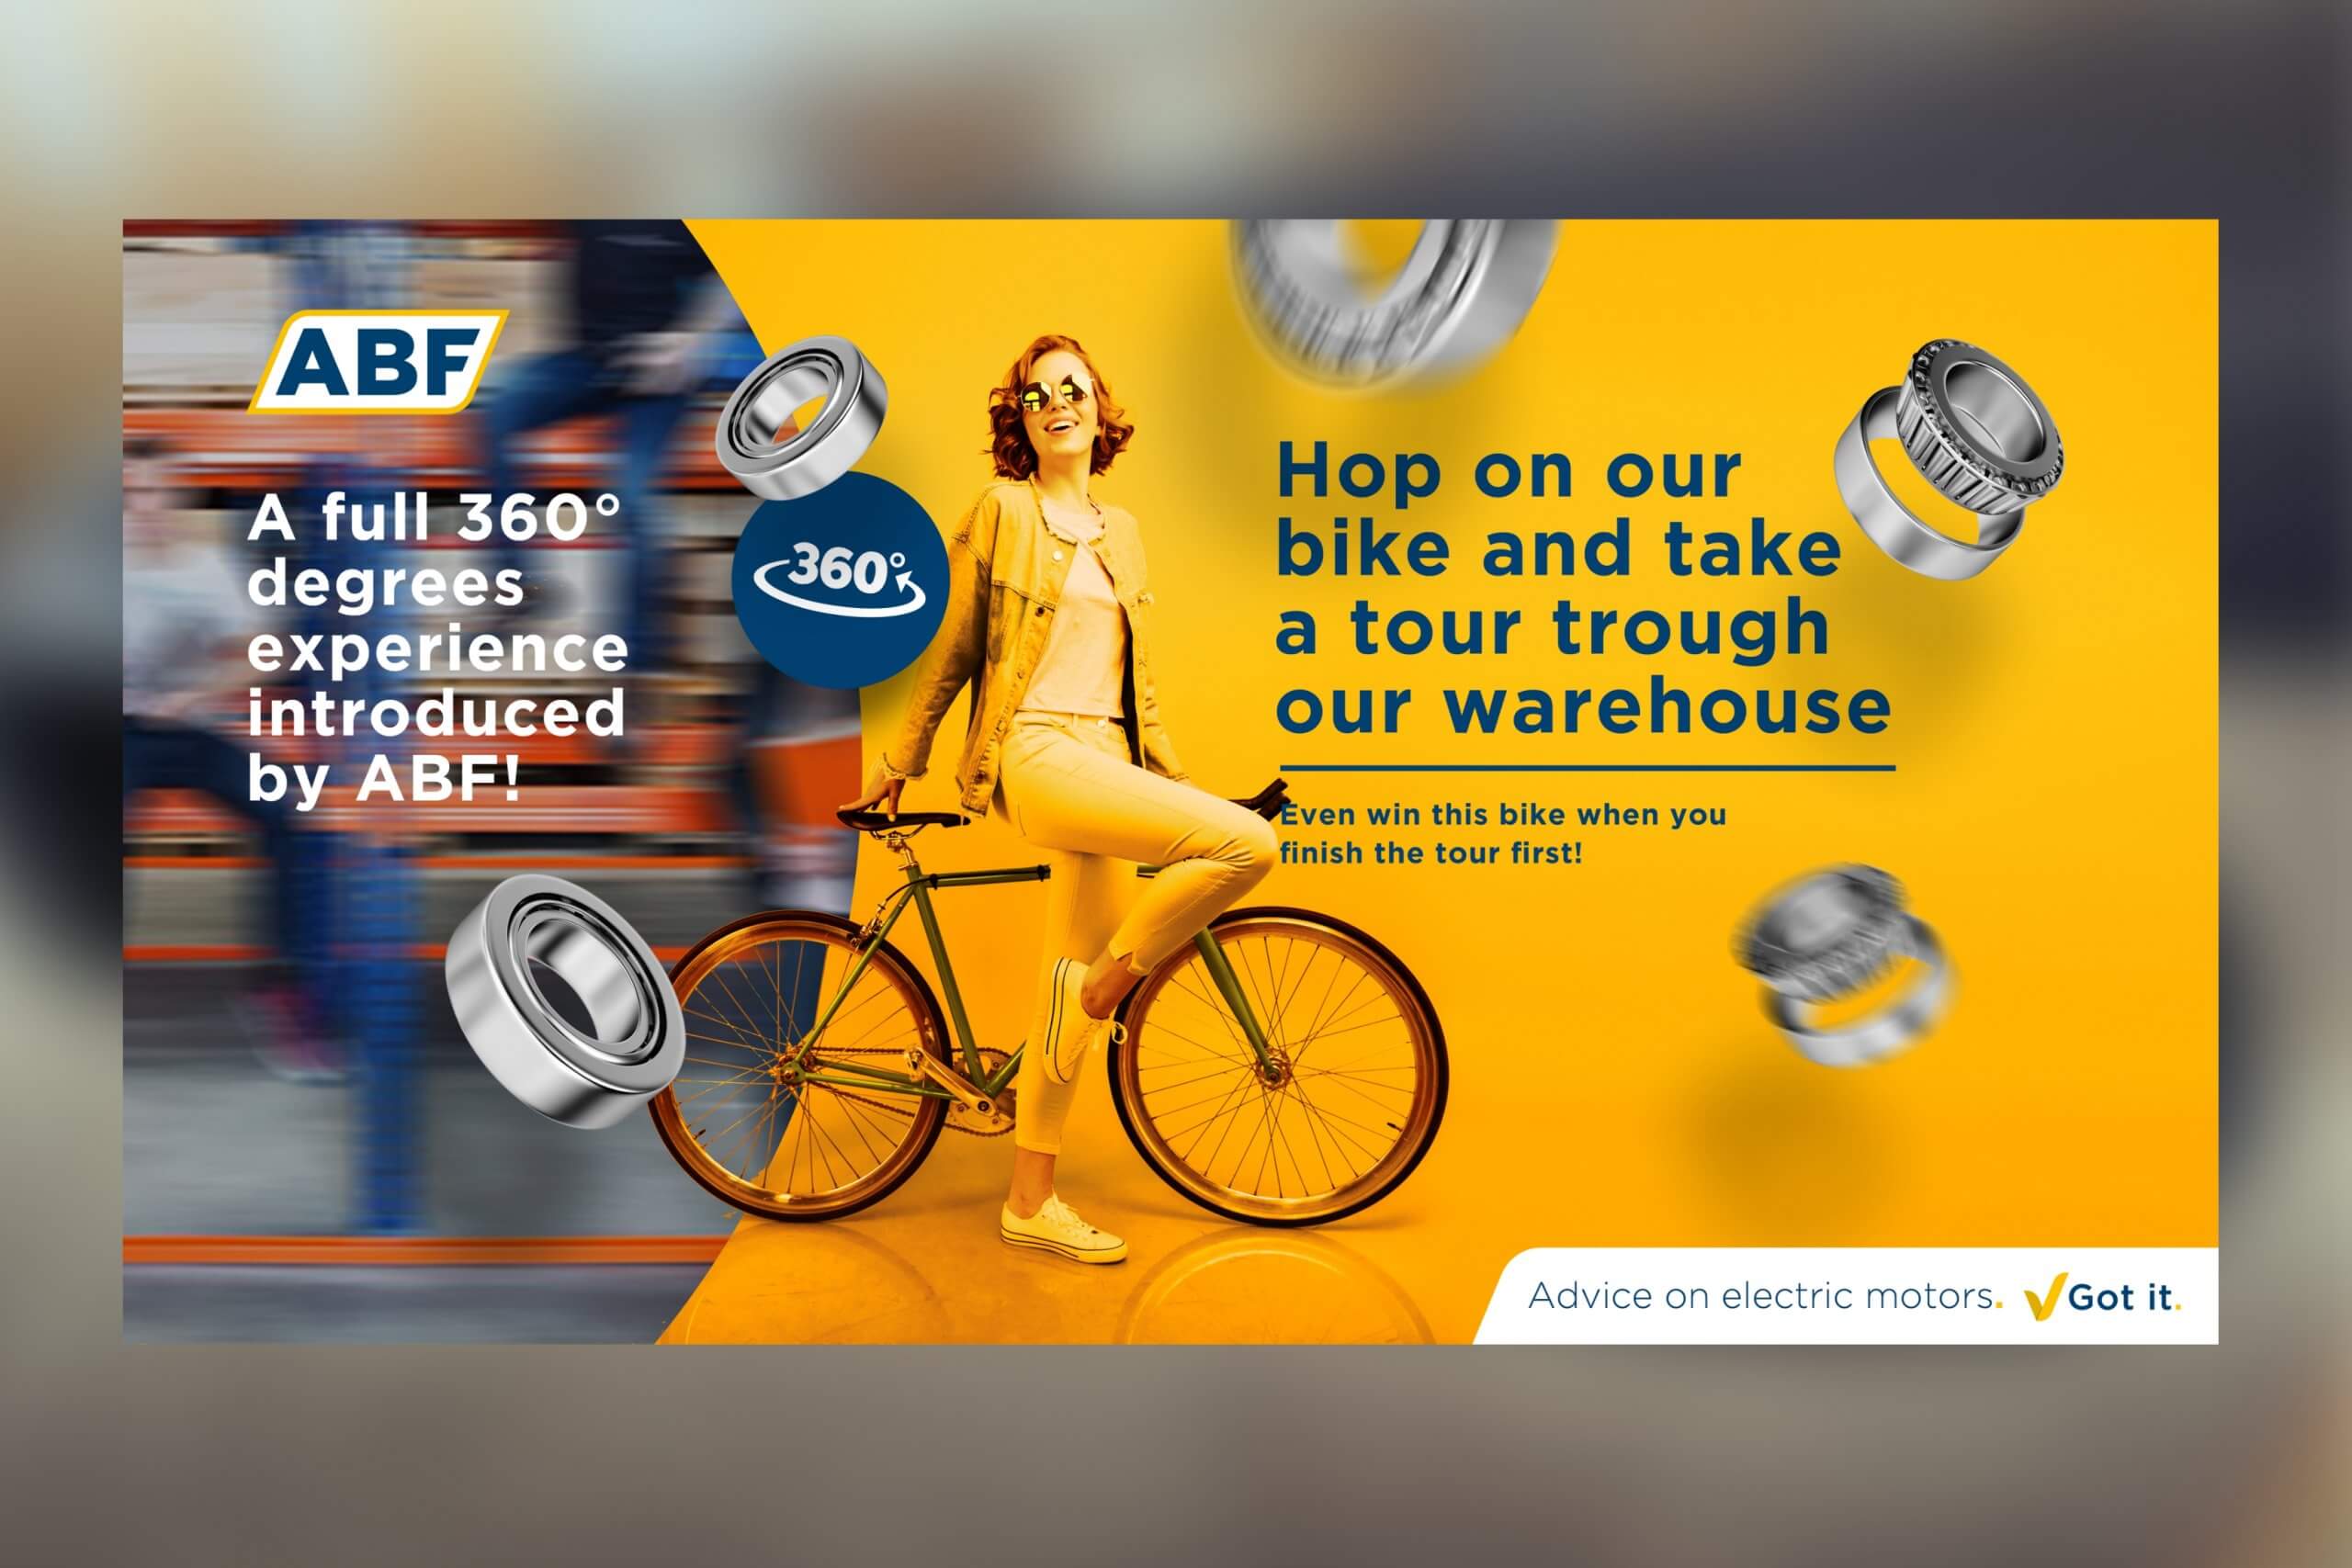 ABF
A full 360°
degrees
experience
introduced
by ABF!
360°
Hop on our
bike and take
a tour trough
our warehouse
Even win this bike when you
finish the tour first!
Advice on electric motors. Got it.